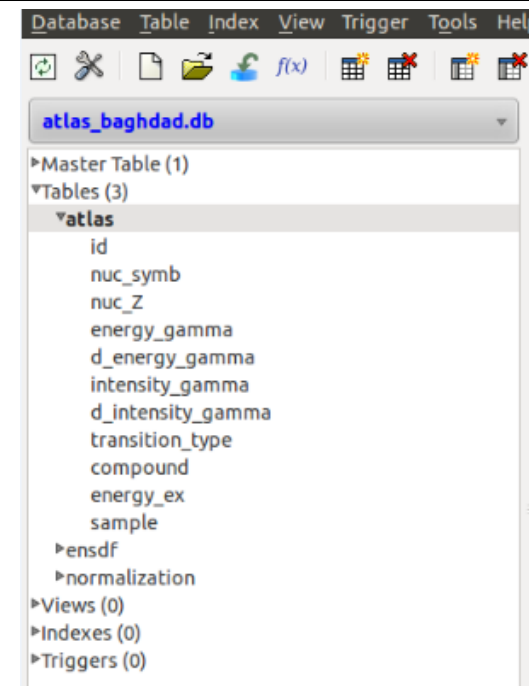 Database Table Index View Trigger Tools Help
f(x)
atlas_baghdad.db
Master Table (1)
Tables (3)
atlas
id
nuc_symb
nuc_Z
energy_gamma
d_energy_gamma
intensity_gamma
d_intensity_gamma
transition_type
compound
energy_ex
sample
ensdf
normalization
Views (0)
Indexes (0)
Triggers (0)